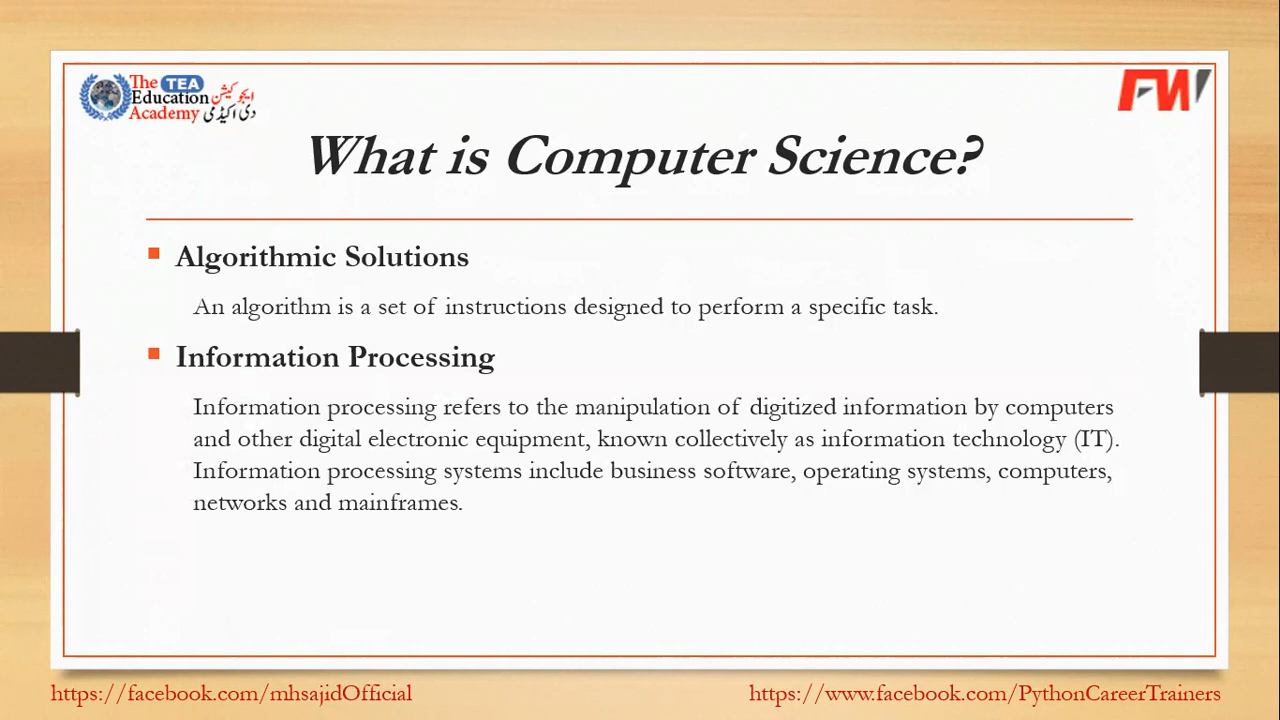 The TEA
Education ایجوکیشن
Academy دی اکیڈمی
FW
What is Computer Science?
Algorithmic Solutions
An algorithm is a set of instructions designed to perform a specific task.
Information Processing
Information processing refers to the manipulation of digitized information by computers
and other digital electronic equipment, known collectively as information technology (IT).
Information processing systems include business software, operating systems, computers,
networks and mainframes.
https://facebook.com/mhsajidOfficial
https://www.facebook.com/PythonCareerTrainers